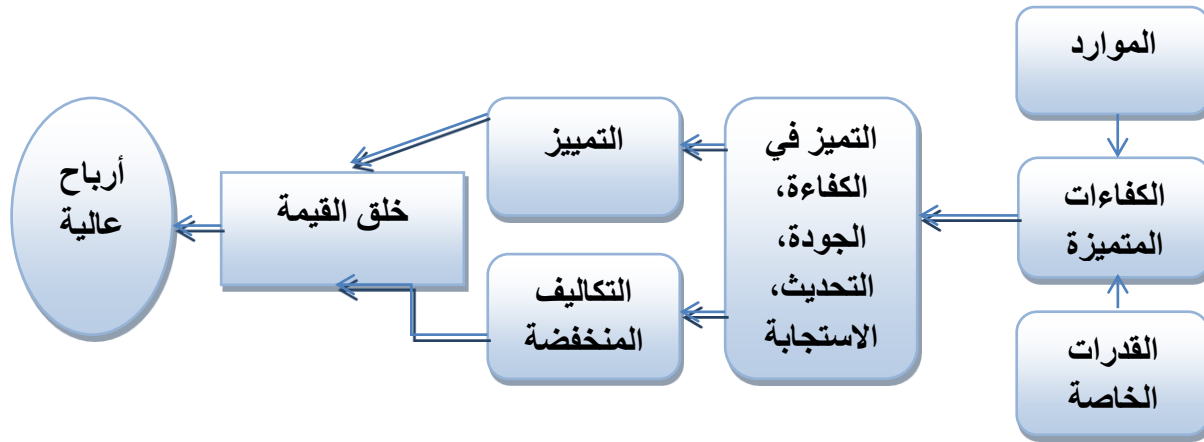 الموارد
الكفاءات
المتميزة
القدرات
الخاصة
التميز في
الكفاءة،
الجودة،
التحديث،
الاستجابة
التمييز
التكاليف
المنخفضة
خلق القيمة
أرباح
عالية